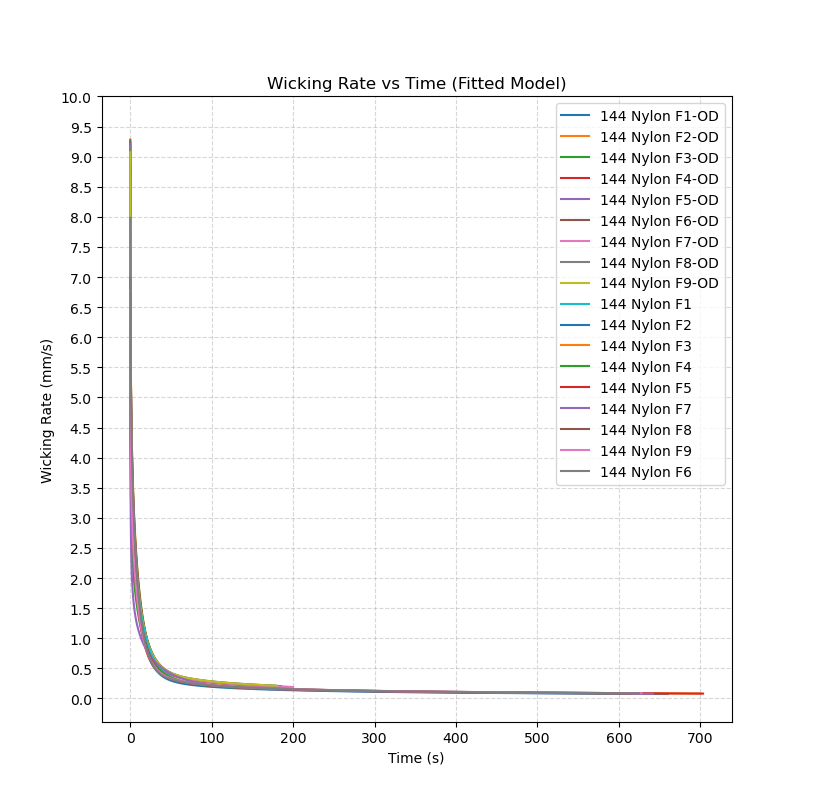 Wicking Rate vs Time (Fitted Model)
10.0
9.5
9.0
8.5
8.0
7.5
7.0
6.5
6.0
5.5
5.0
4.5
4.0
3.5
3.0
2.5
2.0
1.5
1.0
0.5
0.0
Wicking Rate (mm/s)
144 Nylon F1-OD
144 Nylon F2-OD
144 Nylon F3-OD
144 Nylon F4-OD
144 Nylon F5-OD
144 Nylon F6-OD
144 Nylon F7-OD
144 Nylon F8-OD
144 Nylon F9-OD
144 Nylon F1
144 Nylon F2
144 Nylon F3
144 Nylon F4
144 Nylon F5
144 Nylon F7
144 Nylon F8
144 Nylon F9
144 Nylon F6
0 100 200 300 400 500 600 700
Time (s)